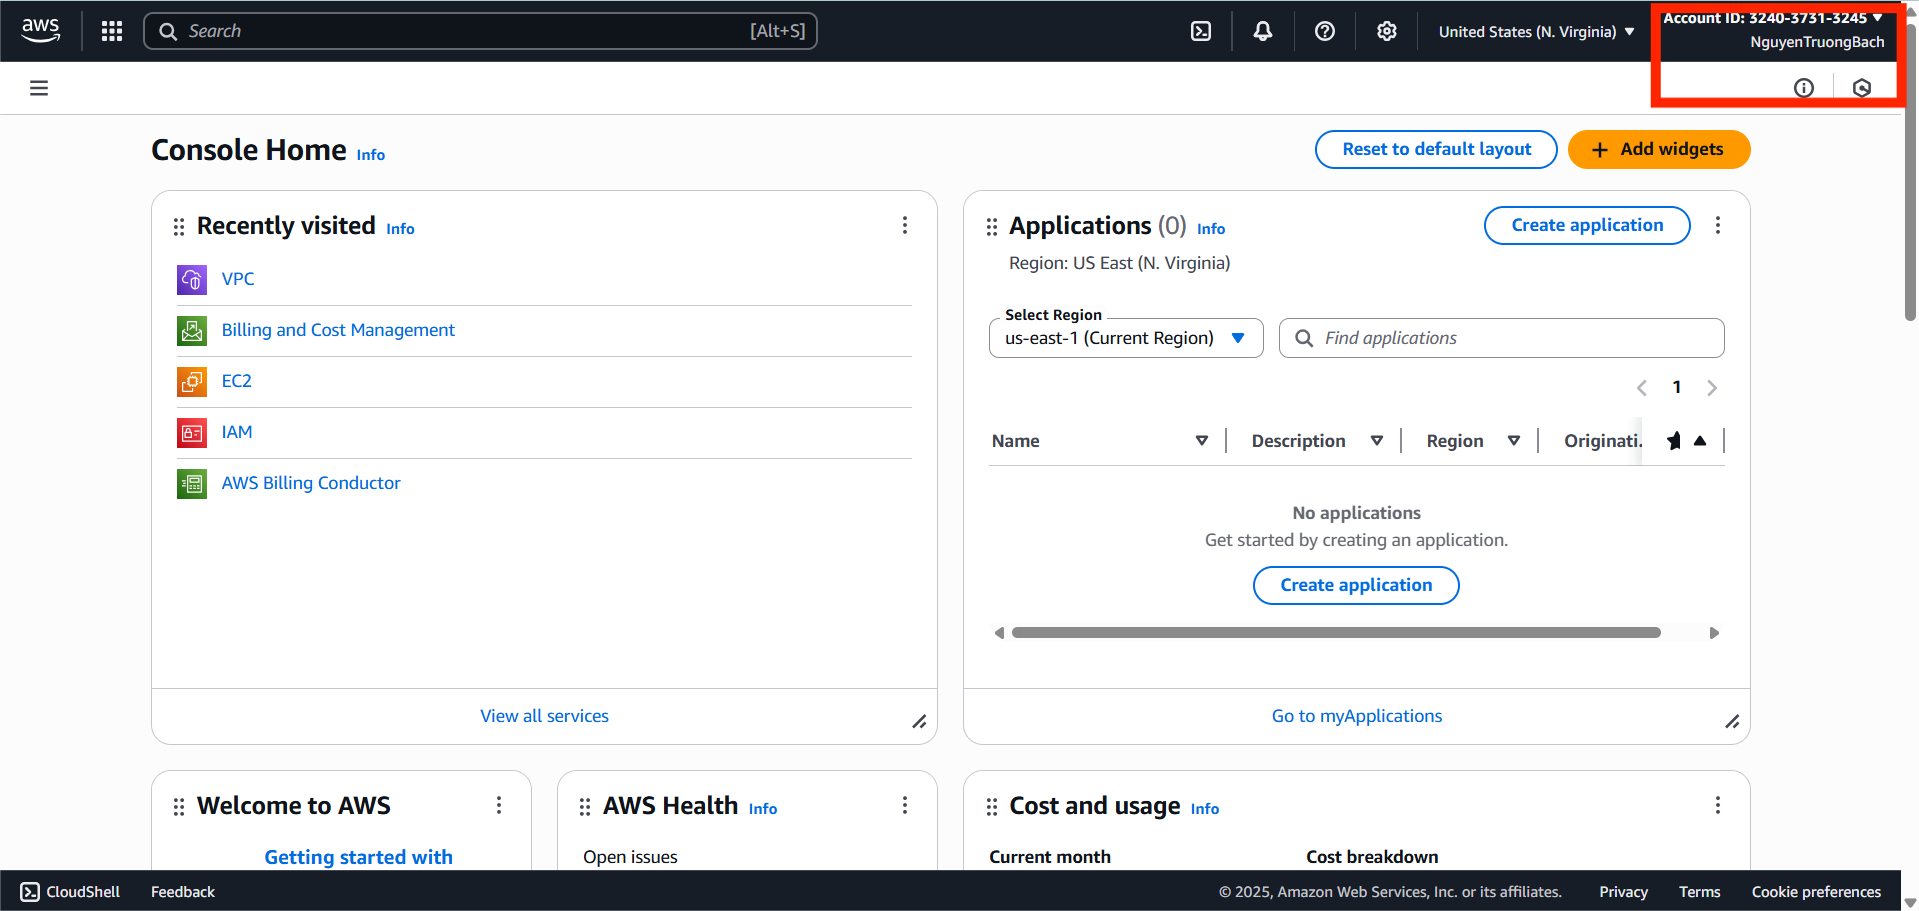 aws
Search
[Alt+S]
United States (N. Virginia)
Account ID: 3240-3731-3245
NguyenTruongBach
Console Home Info
Reset to default layout
Add widgets
Recently visited Info
VPC
Billing and Cost Management
EC2
IAM
AWS Billing Conductor
View all services
Applications (0) Info
Create application
Region: US East (N. Virginia)
Select Region
us-east-1 (Current Region)
Find applications
1
Name
Description
Region
Originati.
No applications
Get started by creating an application.
Create application
Go to myApplications
Welcome to AWS
Getting started with
AWS Health Info
Open issues
Cost and usage Info
Current month
Cost breakdown
CloudShell
Feedback
© 2025, Amazon Web Services, Inc. or its affiliates.
Privacy
Terms
Cookie preferences